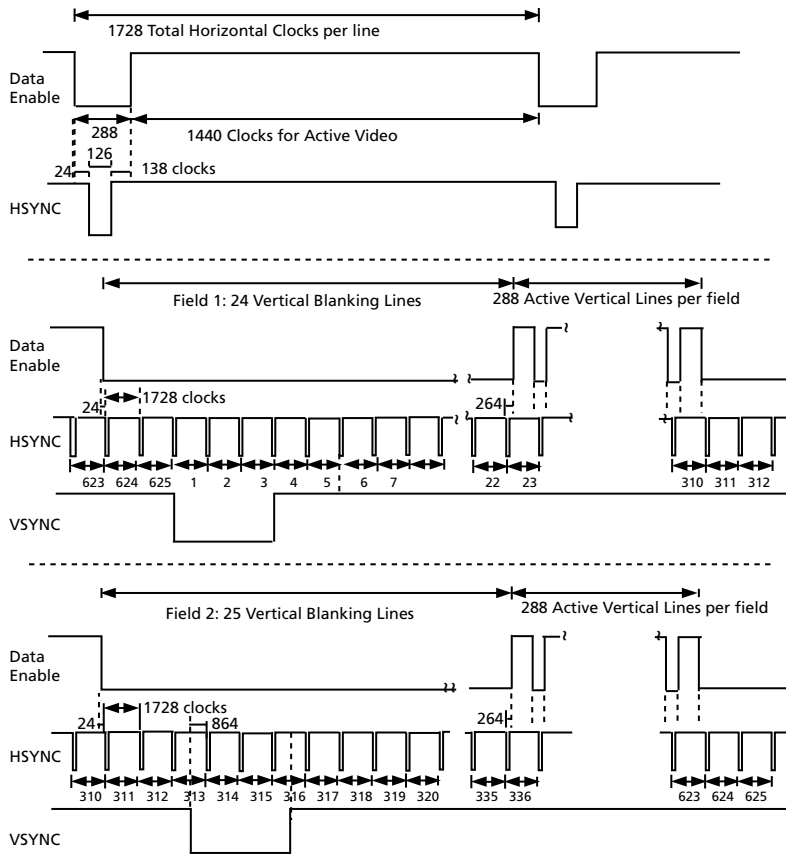 1728 Total Horizontal Clocks per line
Data
Enable
288
1440 Clocks for Active Video
126
24
138 clocks
HSYNC
Field 1: 24 Vertical Blanking Lines
288 Active Vertical Lines per field
Data
Enable
1728 clocks
24
264
HSYNC
623 624 625 1 2 3 4 5 6 7 22 23 310 311 312
VSYNC
Field 2: 25 Vertical Blanking Lines
288 Active Vertical Lines per field
Data
Enable
1728 clocks
24
864
264
HSYNC
310 311 312 313 314 315 316 317 318 319 320 335 336 623 624 625
VSYNC